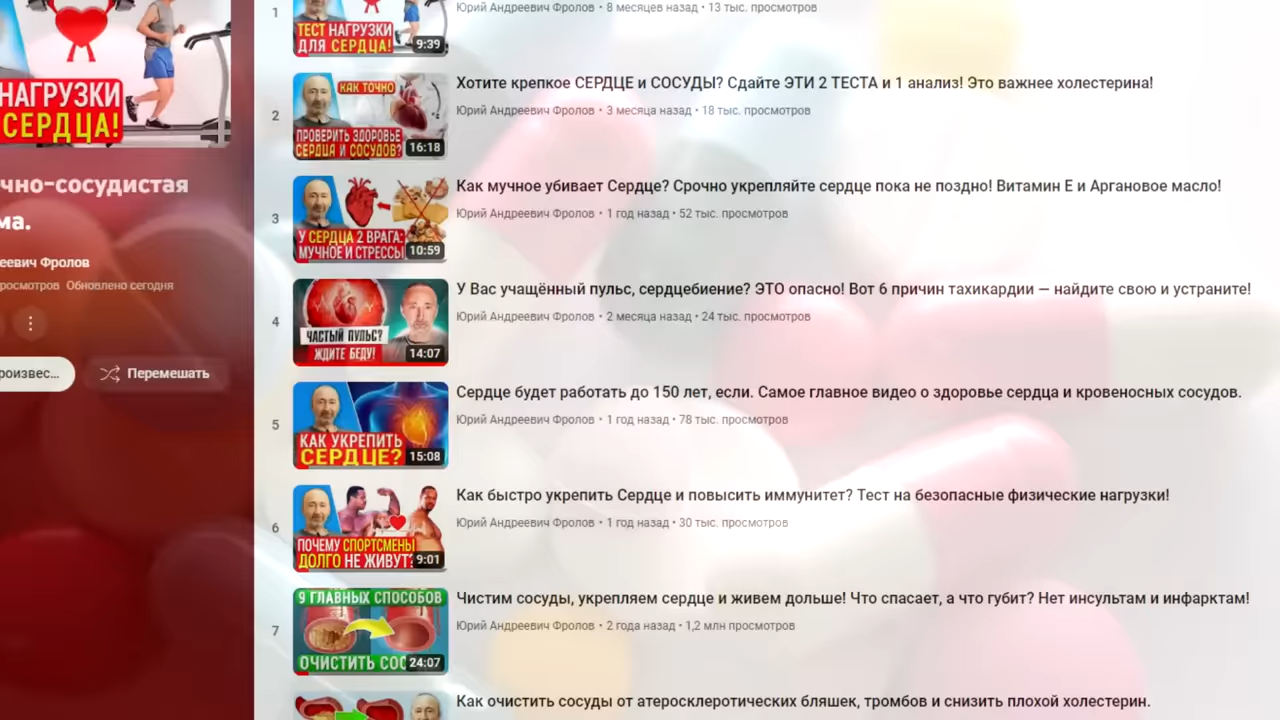 НАГРУЗКИ
СЕРДЦА!
чно-сосудистая
ма.
еевич Фролов
росмотров Обновлено сегодня
роизвес...
Перемешать
1
ТЕСТ НАГРУЗКИ
ДЛЯ СЕРДЦА!
9:39
Юрий Андреевич Фролов • 8 месяцев назад • 13 тыс. просмотров
2
КАК ТОЧНО
ПРОВЕРИТЬ ЗДОРОВЬЕ
СЕРДЦА И СОСУДОВ?
16:18
Хотите крепкое СЕРДЦЕ и СОСУДЫ? Сдайте ЭТИ 2 ТЕСТА и 1 анализ! Это важнее холестерина!
Юрий Андреевич Фролов • 3 месяца назад • 18 тыс. просмотров
3
У СЕРДЦА 2 ВРАГА:
МУЧНОЕ И СТРЕССЫ
10:59
Как мучное убивает Сердце? Срочно укрепляйте сердце пока не поздно! Витамин Е и Аргановое масло!
Юрий Андреевич Фролов • 1 год назад • 52 тыс. просмотров
4
ЧАСТЫЙ ПУЛЬС?
ЖДИТЕ БЕДУ!
14:07
У Вас учащённый пульс, сердцебиение? ЭТО опасно! Вот 6 причин тахикардии — найдите свою и устраните!
Юрий Андреевич Фролов • 2 месяца назад • 24 тыс. просмотров
5
КАК УКРЕПИТЬ
СЕРДЦЕ?
15:08
Сердце будет работать до 150 лет, если. Самое главное видео о здоровье сердца и кровеносных сосудов.
Юрий Андреевич Фролов • 1 год назад • 78 тыс. просмотров
6
ПОЧЕМУ СПОРТСМЕНЫ
ДОЛГО НЕ ЖИВУТ?
9:01
Как быстро укрепить Сердце и повысить иммунитет? Тест на безопасные физические нагрузки!
Юрий Андреевич Фролов • 1 год назад • 30 тыс. просмотров
7
9 ГЛАВНЫХ СПОСОБОВ
ОЧИСТИТЬ СОС
24:07
Чистим сосуды, укрепляем сердце и живем дольше! Что спасает, а что губит? Нет инсультам и инфарктам!
Юрий Андреевич Фролов • 2 года назад • 1,2 млн просмотров
Как очистить сосуды от атеросклеротических бляшек, тромбов и снизить плохой холестерин.